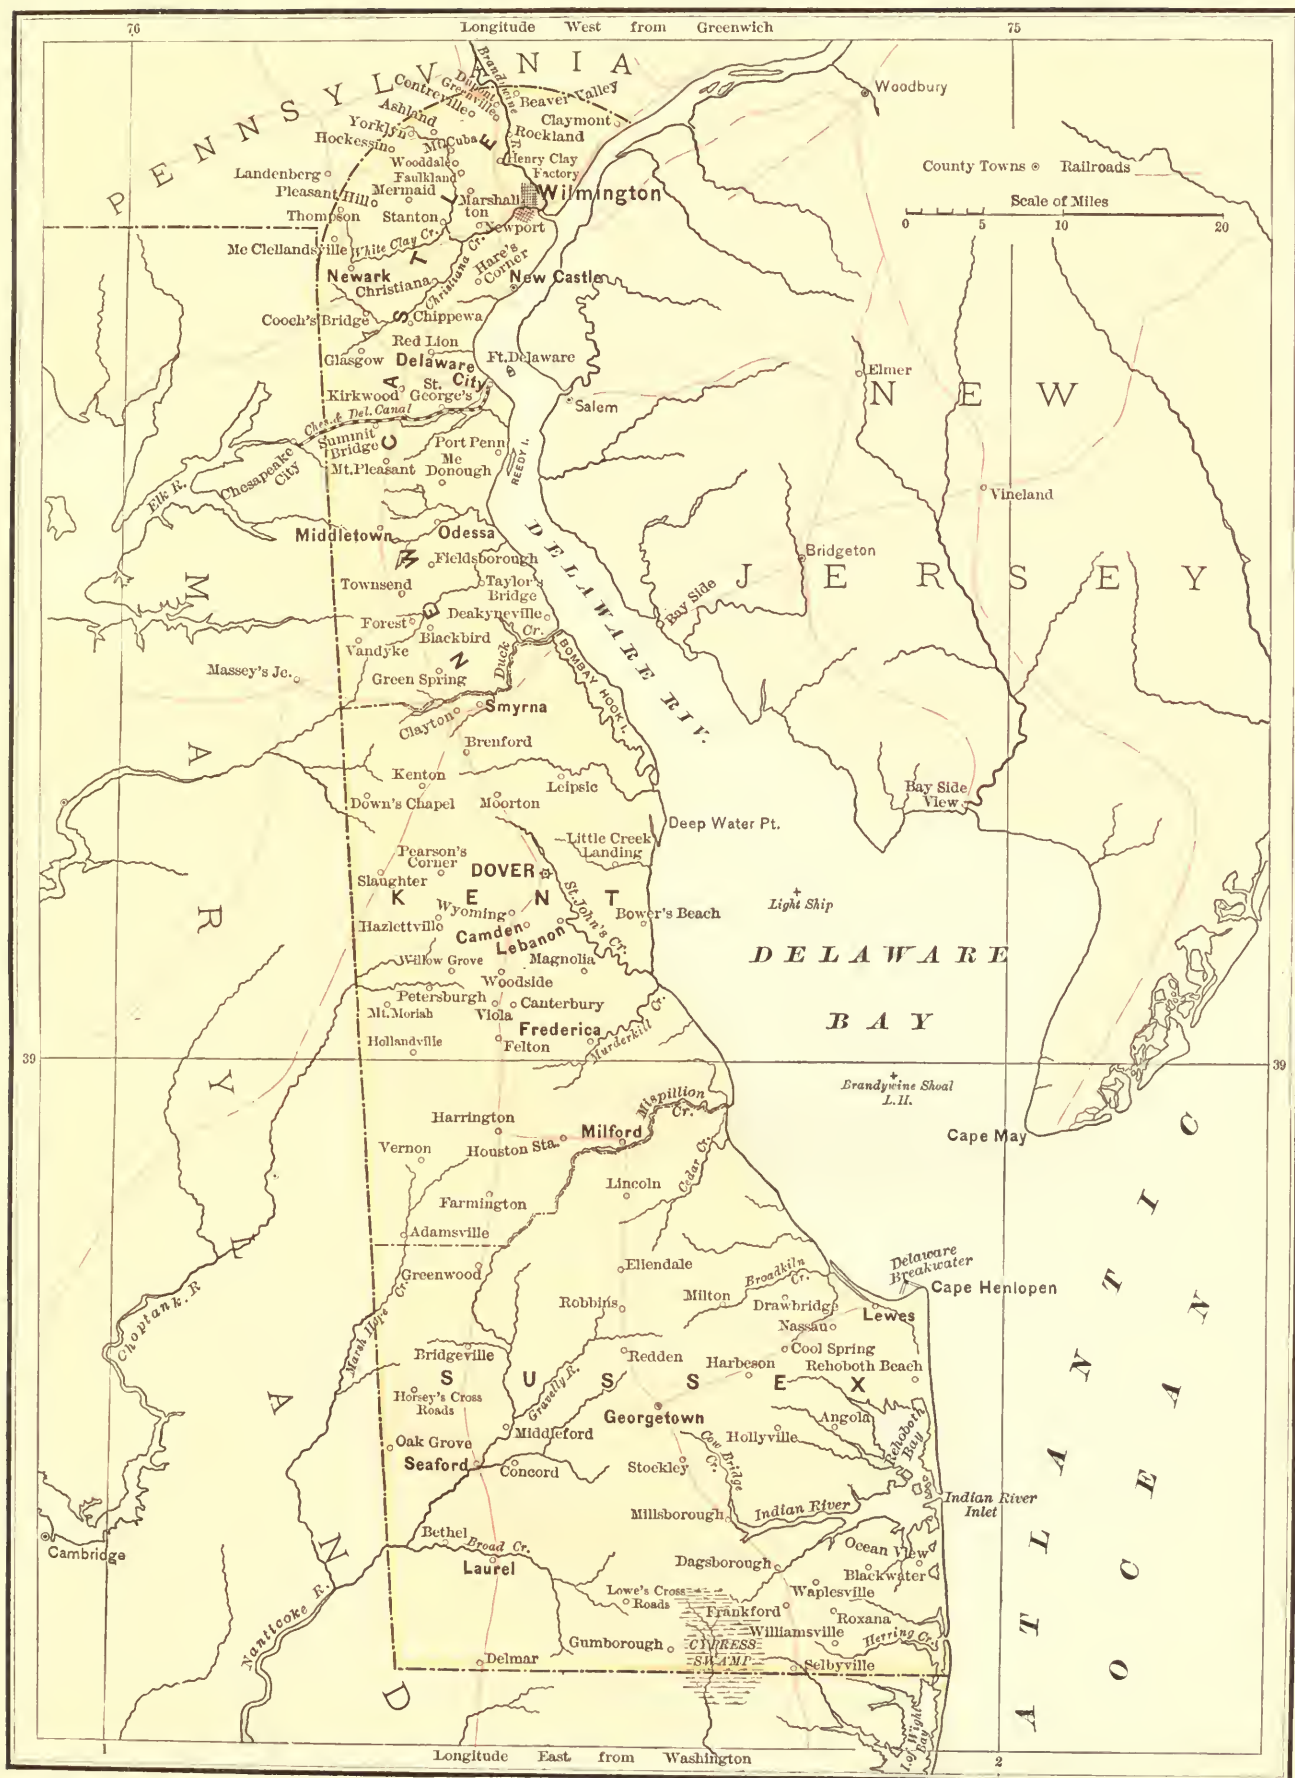 Longitude West from Greenwich
76
75
PENNSYLVANIA
Brandywine
R.
Dupont
Greenville
Centreville
Beaver Valley
Ashland
Claymont
Yorklyn
Rockland
Hockessin
Mt. Cuba
Henry Clay
Factory
Wooddale
Faulkland
Landenberg
Mermaid
Pleasant Hill
Wilmington
Marshall
ton
Thompson
Stanton
Newport
Mc Clellandsville
White Clay Cr.
Christiana Cr.
Hare's
Corner
Newark
Christiana
New Castle
Cooch's Bridge
Chippewa
Red Lion
Glasgow
Delaware
City
Ft. Delaware
Kirkwood
St.
George's
Ches. & Del. Canal
Summit
Bridge
Port Penn
Mt. Pleasant
Mc
Donough
REEDY I.
Chesapeake
City
Elk R.
Middletown
Odessa
Fieldsborough
Townsend
Taylor's
Bridge
Deakyneville
Forest
Blackbird
Vandyke
Duck
Cr.
BOMBAY HOOK I.
Massey's Jc.
Green Spring
NEW CASTLE
Clayton
Smyrna
Woodbury
County Towns
Railroads
Scale of Miles
0 5 10 20
Elmer
NEW
Salem
Vineland
Bridgeton
JERSEY
Bay Side
DELAWARE RIV.
Brenford
Kenton
Leipsic
Down's Chapel
Moorton
Bay Side
View
Deep Water Pt.
Little Creek
Landing
Pearson's
Corner
DOVER
Slaughter
KENT
St. John's Cr.
Light Ship
Wyoming
Bower's Beach
Hazlettville
Camden
Lebanon
DELAWARE
BAY
Willow Grove
Magnolia
Woodside
Petersburgh
Canterbury
Mt. Moriah
Viola
Frederica
Hollandville
Felton
Murderkill
Cr.
39
39
Brandywine Shoal
L.H.
Harrington
Mispillion
Cr.
Milford
Houston Sta.
Vernon
Cape May
Cedar Cr.
Farmington
Lincoln
Adamsville
Greenwood
Ellendale
Delaware
Breakwater
Cape Henlopen
Broadkiln
Cr.
Choptank. R
Marsh Hope Cr.
Robbins
Milton
Drawbridge
Lewes
Nassau
Bridgeville
Redden
Cool Spring
Harbeson
Rehoboth Beach
SUSSEX
Horsey's Cross
Roads
Gravelly R.
Georgetown
Angola
Rehoboth
Bay
Middleford
Hollyville
Oak Grove
Seaford
Concord
Stockley
Cow Bridge
Cr.
Indian River
Inlet
Millsborough
Indian River
Cambridge
Bethel
Broad Cr.
Laurel
Ocean View
Dagsborough
Blackwater
Waplesville
Lowe's Cross
Roads
Frankford
Roxana
Nanticoke R.
Williamsville
Herring Cr.
Gumborough
CYPRESS
SWAMP
Delmar
Selbyville
MARYLAND
I. of Wight
Bay
ATLANTIC
OCEAN
1
2
Longitude East from Washington